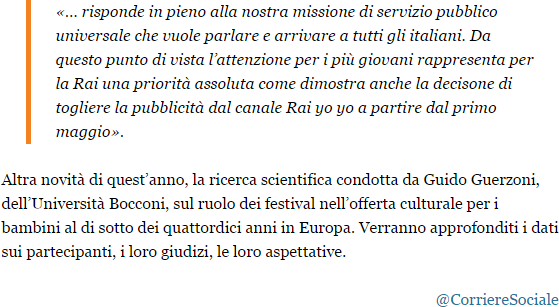 «... risponde in pieno alla nostra missione di servizio pubblico
universale che vuole parlare e arrivare a tutti gli italiani. Da
questo punto di vista l’attenzione per i più giovani rappresenta per
la Rai una priorità assoluta come dimostra anche la decisone di
togliere la pubblicità dal canale Rai yo yo a partire dal primo
maggio».
Altra novità di quest’anno, la ricerca scientifica condotta da Guido Guerzoni,
dell’Università Bocconi, sul ruolo dei festival nell’offerta culturale per i
bambini al di sotto dei quattordici anni in Europa. Verranno approfonditi i dati
sui partecipanti, i loro giudizi, le loro aspettative.
@CorriereSociale